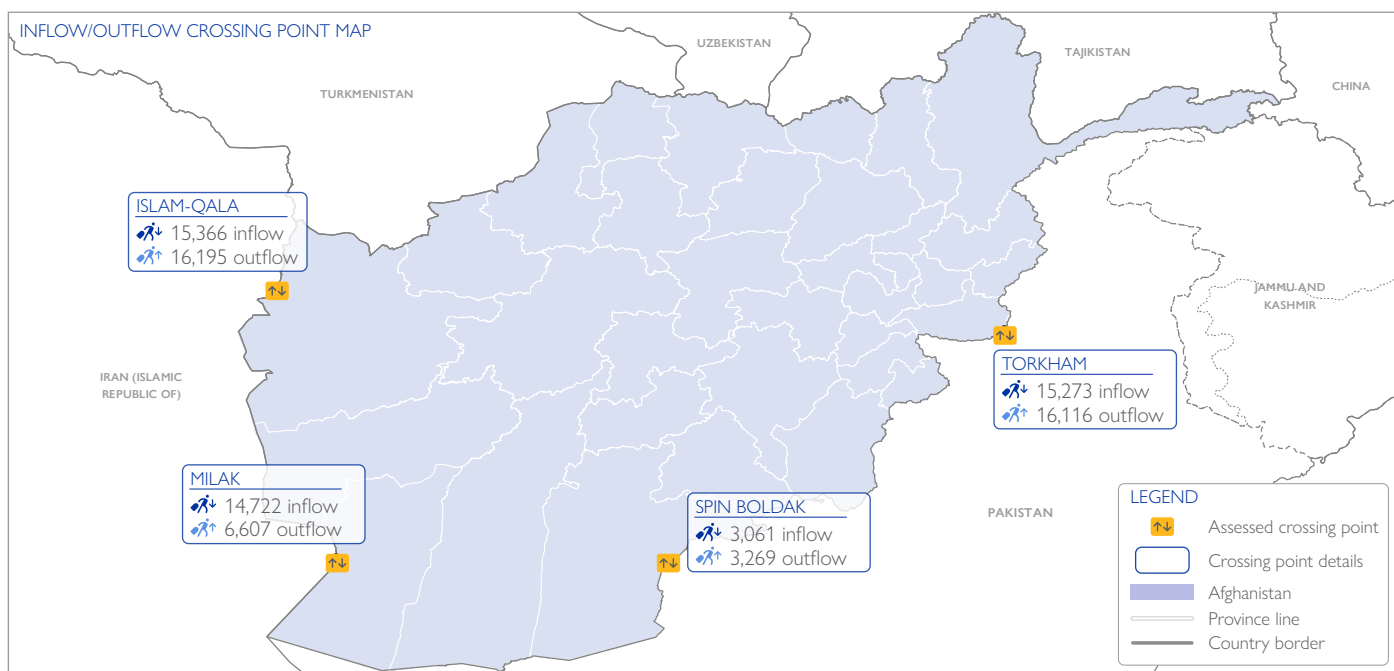 INFLOW/OUTFLOW CROSSING POINT MAP
UZBEKISTAN
TAJIKISTAN
CHINA
TURKMENISTAN
ISLAM-QALA
15,366 inflow
16,195 outflow
JAMMU AND
KASHMIR
IRAN (ISLAMIC
REPUBLIC OF)
TORKHAM
15,273 inflow
16,116 outflow
MILAK
14,722 inflow
6,607 outflow
SPIN BOLDAK
3,061 inflow
3,269 outflow
PAKISTAN
LEGEND
Assessed crossing point
Crossing point details
Afghanistan
Province line
Country border